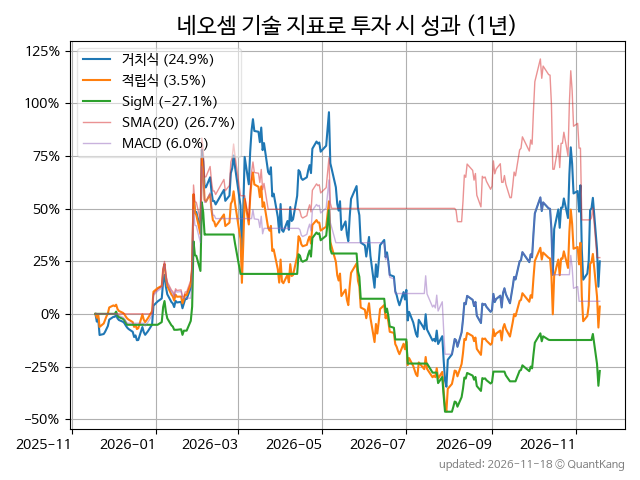 네오셈 기술 지표로 투자 시 성과 (1년)
125%
100%
75%
50%
25%
0%
−25%
−50%
거치식 (24.9%)
적립식 (3.5%)
SigM (−27.1%)
SMA(20) (26.7%)
MACD (6.0%)
2025−11
2026−01
2026−03
2026−05
2026−07
2026−09
2026−11
updated: 2026−11−18 ⓒ QuantKang